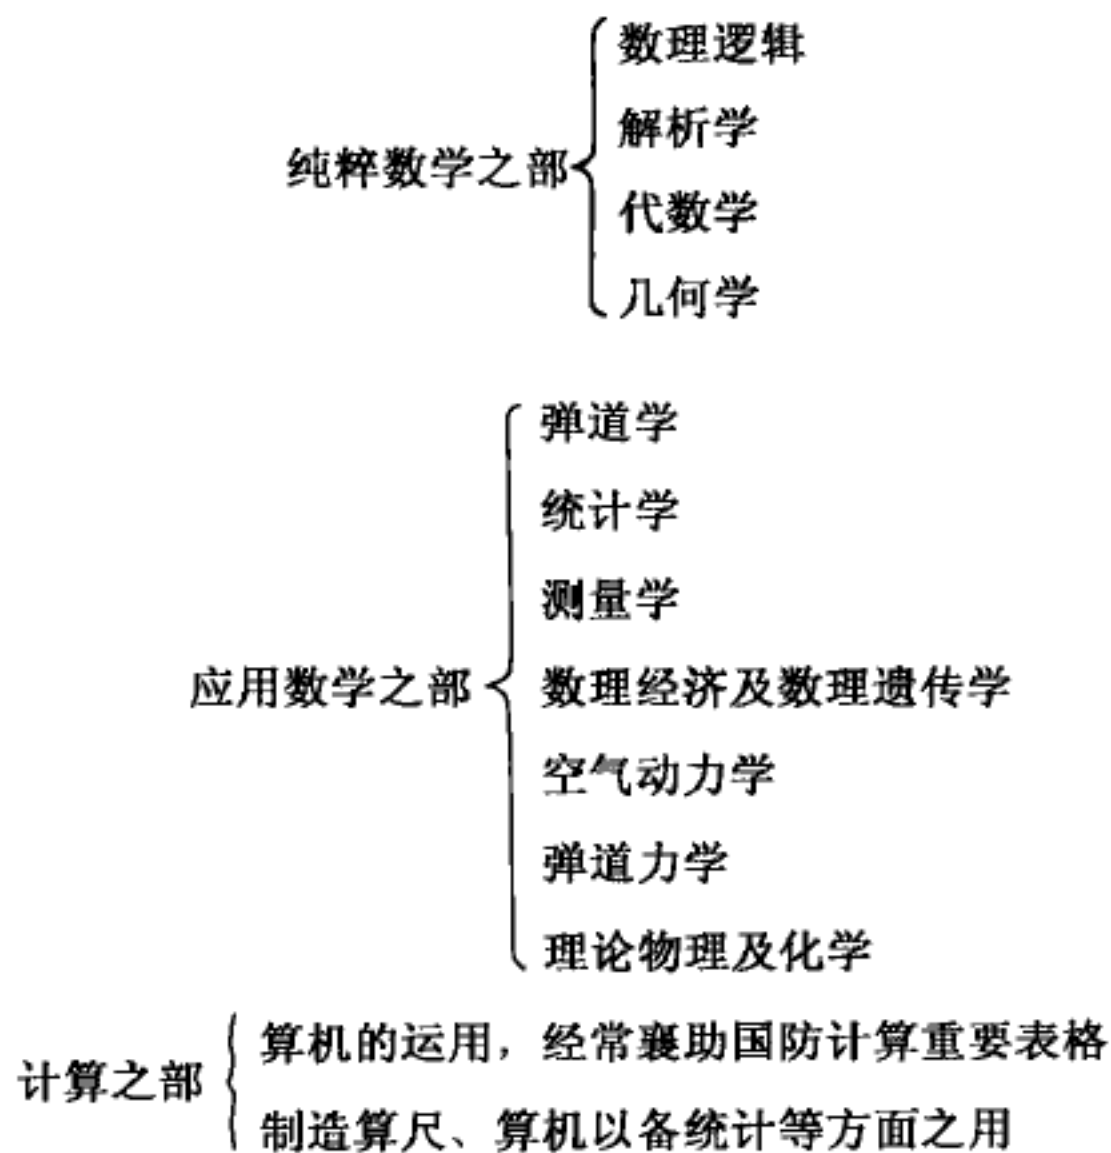 数理逻辑
解析学
纯粹数学之部
代数学
几何学
弹道学
统计学
测量学
应用数学之部
数理经济及数理遗传学
空气动力学
弹道力学
理论物理及化学
计算之部
算机的运用，经常襄助国防计算重要表格
制造算尺、算机以备统计等方面之用